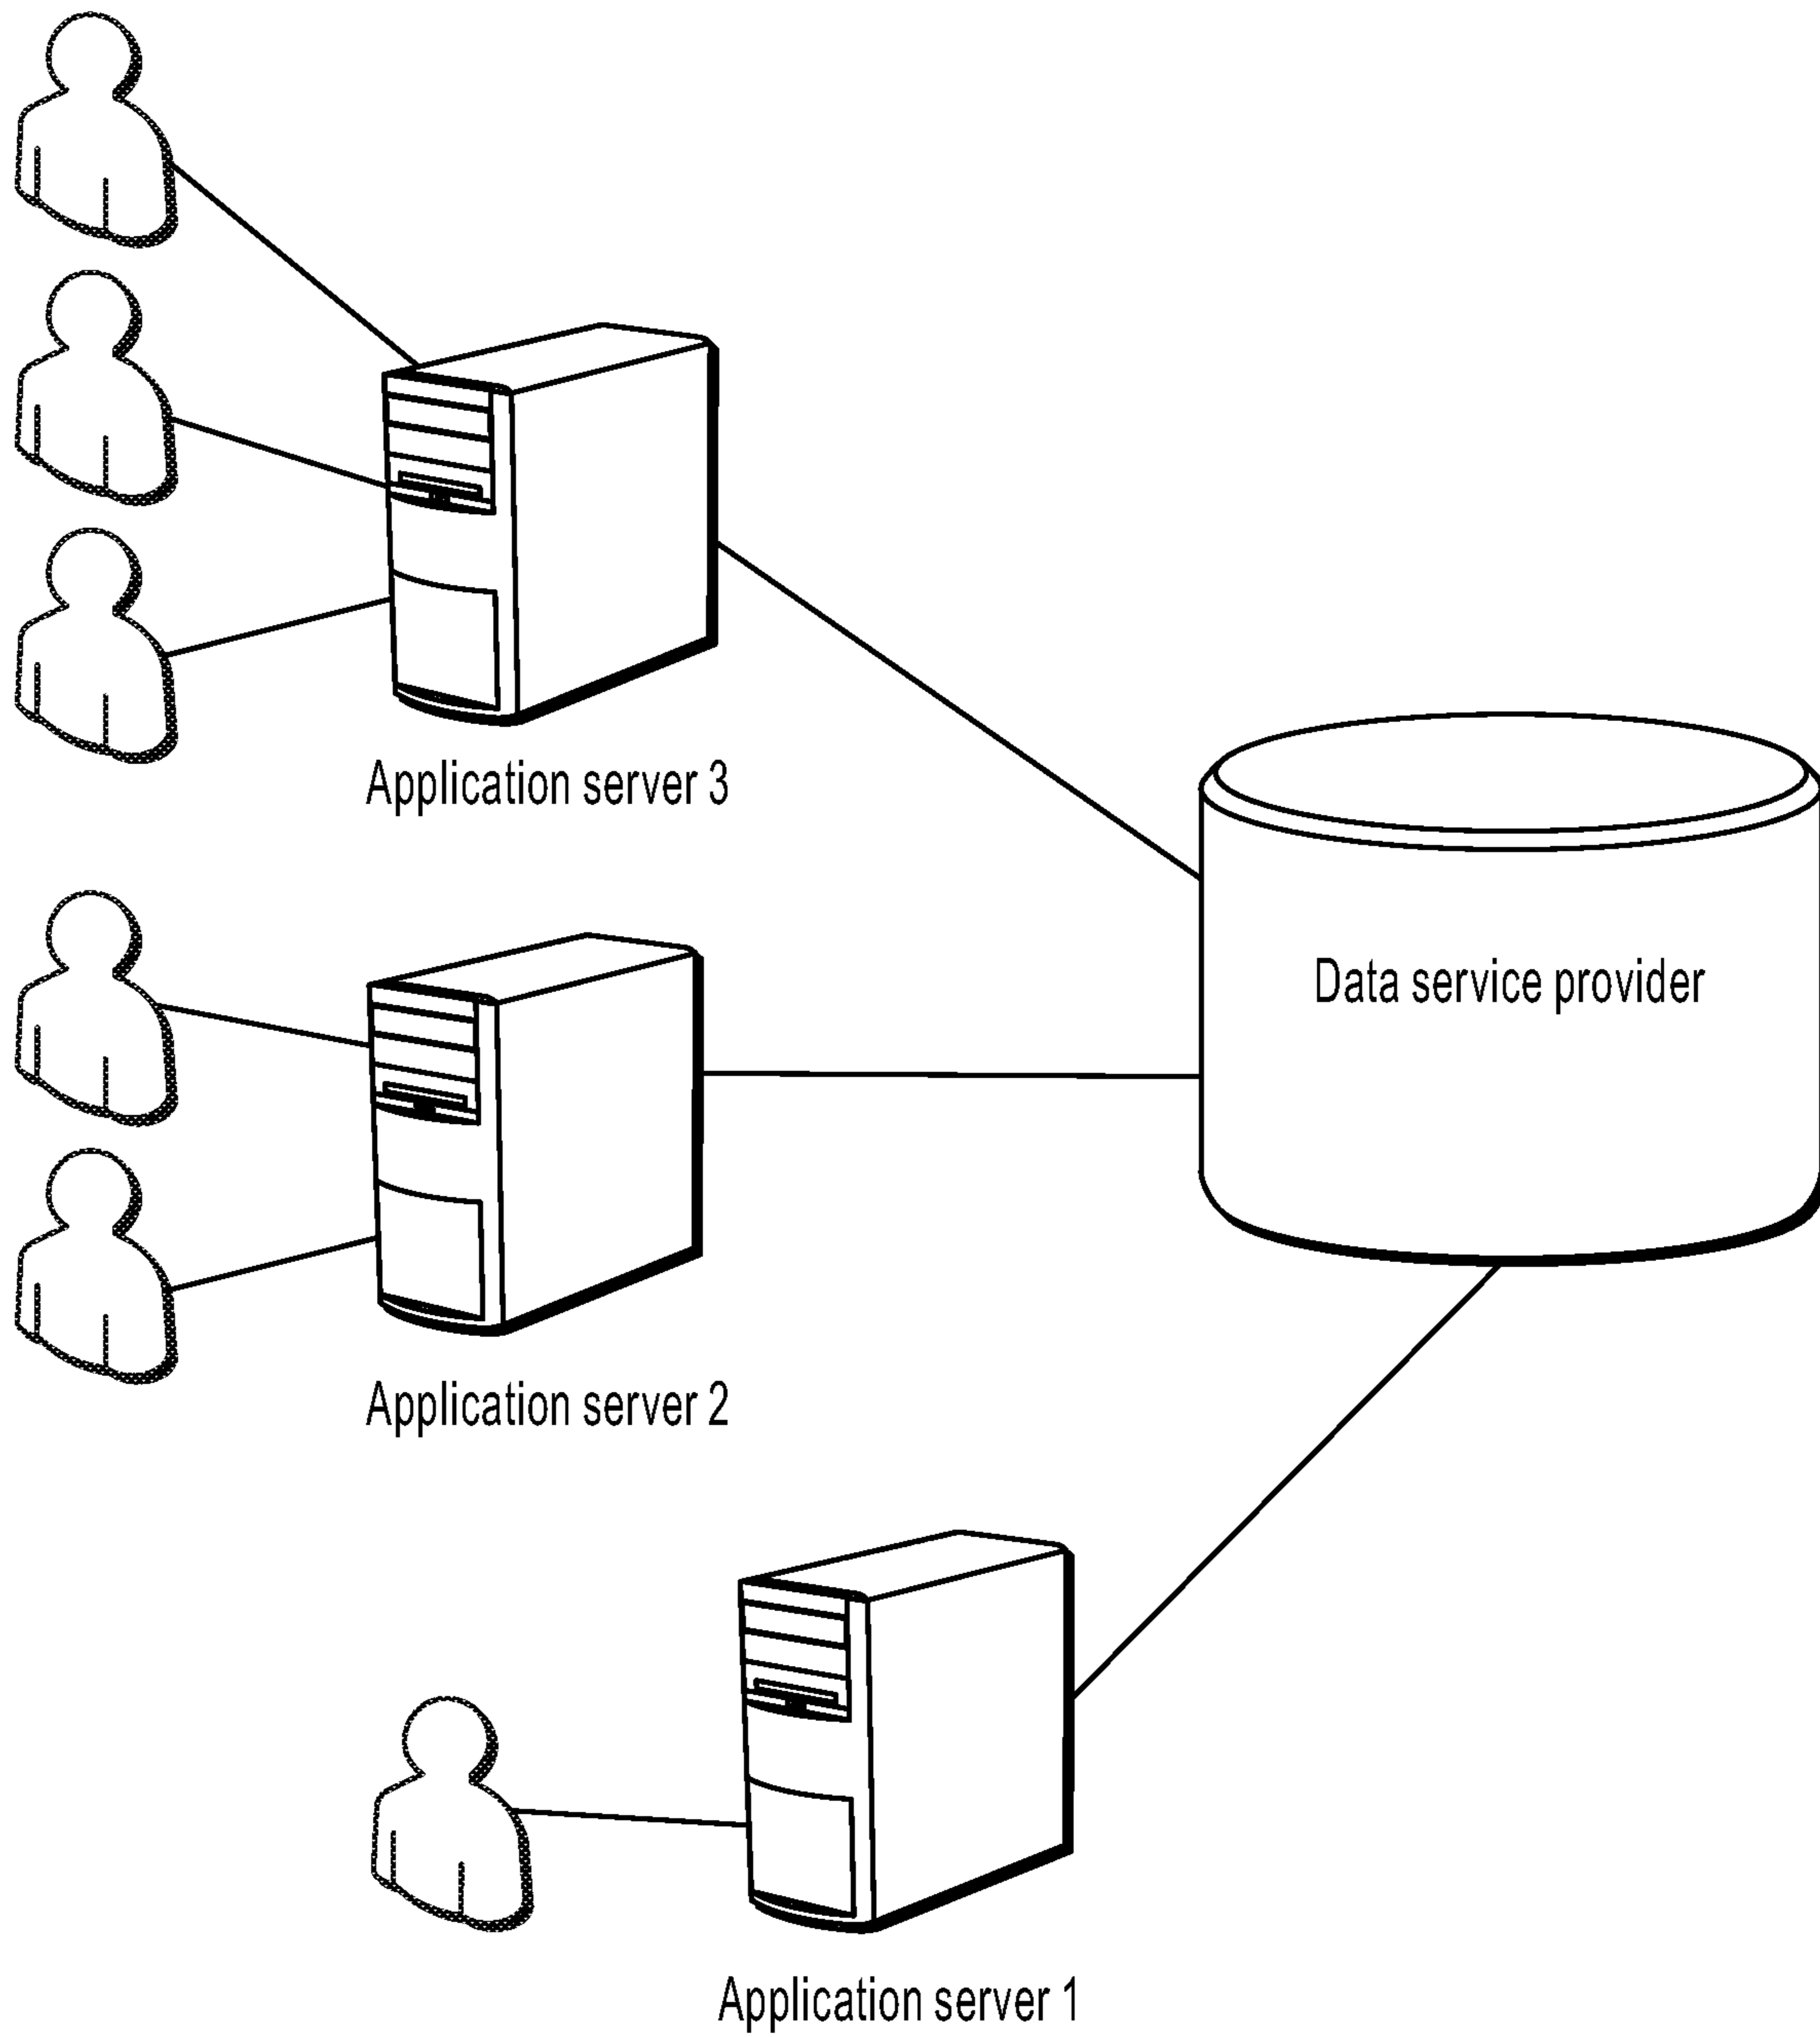 Application server 3
Data service provider
Application server 2
Application server 1